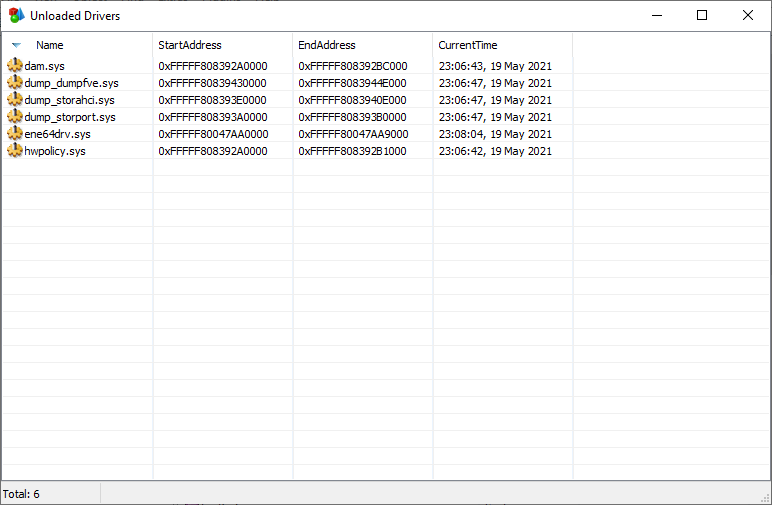 Unloaded Drivers
Name StartAddress EndAddress CurrentTime
dam.sys 0xFFFFF808392A0000 0xFFFFF808392BC000 23:06:43, 19 May 2021
dump_dumpfve.sys 0xFFFFF80839430000 0xFFFFF8083944E000 23:06:47, 19 May 2021
dump_storahci.sys 0xFFFFF808393E0000 0xFFFFF8083940E000 23:06:47, 19 May 2021
dump_storport.sys 0xFFFFF808393A0000 0xFFFFF808393B0000 23:06:47, 19 May 2021
ene64drv.sys 0xFFFFF80047AA0000 0xFFFFF80047AA9000 23:08:04, 19 May 2021
hwpolicy.sys 0xFFFFF808392A0000 0xFFFFF808392B1000 23:06:42, 19 May 2021
Total: 6